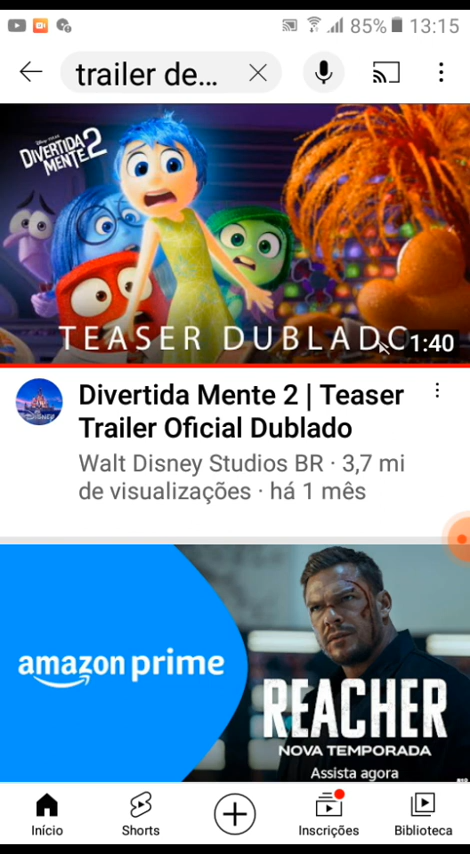 85% 13:15
trailer de...
DIVERTIDA
MENTE 2
TEASER DUBLADO
1:40
Divertida Mente 2 | Teaser
Trailer Oficial Dublado
Walt Disney Studios BR · 3,7 mi
de visualizações · há 1 mês
amazon prime
REACHER
NOVA TEMPORADA
Assista agora
Início
Shorts
Inscrições
Biblioteca